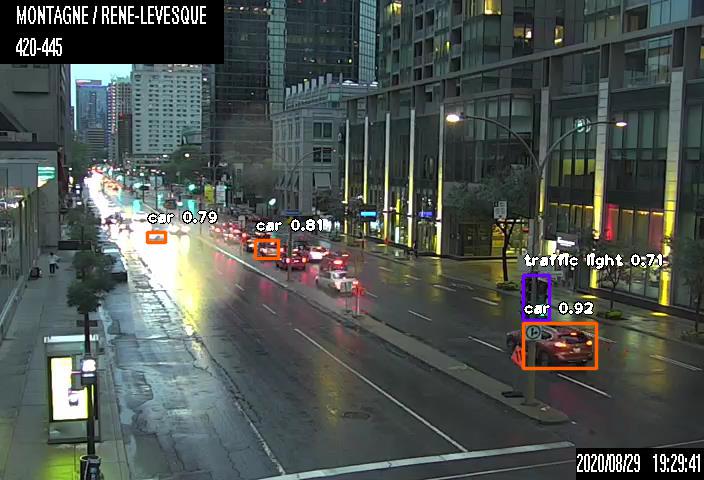 MONTAGNE / RENE-LEVESQUE
420-445
car 0.79
car 0.81
traffic light 0.71
car 0.92
2020/08/29 19:29:41